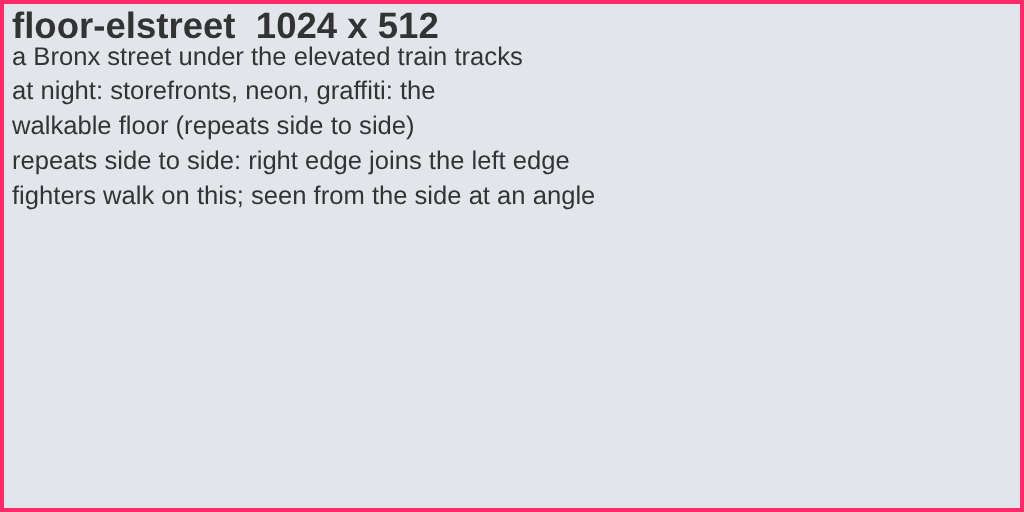 floor-elstreet 1024 x 512
a Bronx street under the elevated train tracks
at night: storefronts, neon, graffiti: the
walkable floor (repeats side to side)
repeats side to side: right edge joins the left edge
fighters walk on this; seen from the side at an angle